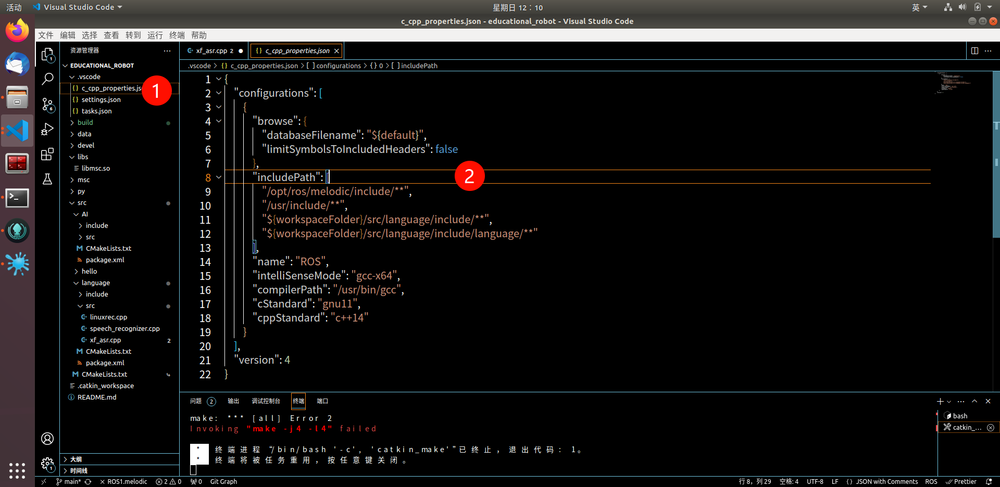 活动 Visual Studio Code 星期日 12：10 英
c_cpp_properties.json - educational_robot - Visual Studio Code
文件 编辑 选择 查看 转到 运行 终端 帮助
资源管理器 ···
xf_asr.cpp 2 ●
{} c_cpp_properties.json ×
.vscode > {} c_cpp_properties.json > [ ] configurations > {} 0 > [ ] includePath
EDUCATIONAL_ROBOT
.vscode
{} c_cpp_properties.js
1
{} settings.json
{} tasks.json
build
data
devel
libs
libmsc.so
msc
py
src
AI
include
src
CMakeLists.txt
package.xml
hello
language
include
src
linuxrec.cpp
speech_recognizer.cpp
xf_asr.cpp 2
CMakeLists.txt
package.xml
CMakeLists.txt
.catkin_workspace
README.md
大纲
时间线
1
6
1
1 {
2 "configurations": [
3 {
4 "browse": {
5 "databaseFilename": "${default}",
6 "limitSymbolsToIncludedHeaders": false
7 },
8 "includePath": [
2
9 "/opt/ros/melodic/include/**",
10 "/usr/include/**",
11 "${workspaceFolder}/src/language/include/**",
12 "${workspaceFolder}/src/language/include/language/**"
13 ],
14 "name": "ROS",
15 "intelliSenseMode": "gcc-x64",
16 "compilerPath": "/usr/bin/gcc",
17 "cStandard": "gnu11",
18 "cppStandard": "c++14"
19 }
20 ],
21 "version": 4
22 }
问题 2 输出 调试控制台 终端 端口
make: *** [all] Error 2
Invoking "make -j4 -l4" failed
* 终端进程“/bin/bash '-c', 'catkin_make'”已终止，退出代码: 1。
* 终端将被任务重用，按任意键关闭。
bash
catkin_...
main* ROS1.melodic 2 0 0 Git Graph 行 8，列 29 空格: 4 UTF-8 LF {} JSON with Comments ROS Prettier